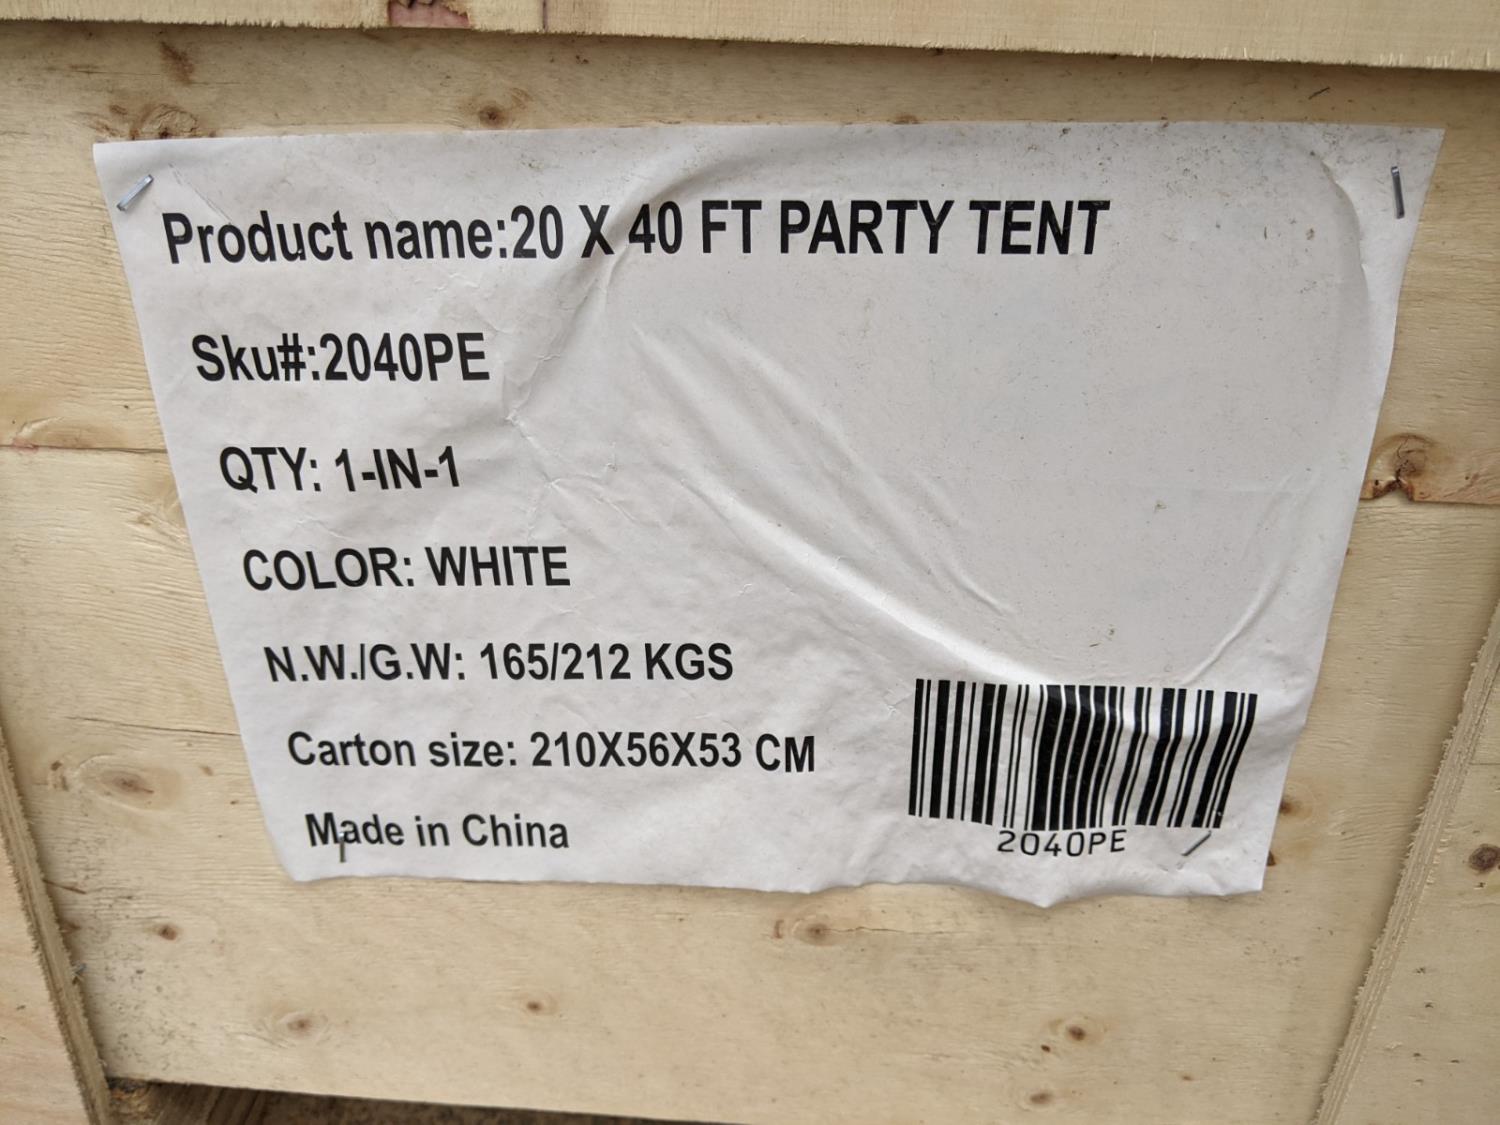 Product name:20 X 40 FT PARTY TENT
Sku#:2040PE
QTY: 1-IN-1
COLOR: WHITE
N.W./G.W: 165/212 KGS
Carton size: 210X56X53 CM
Made in China
2040PE